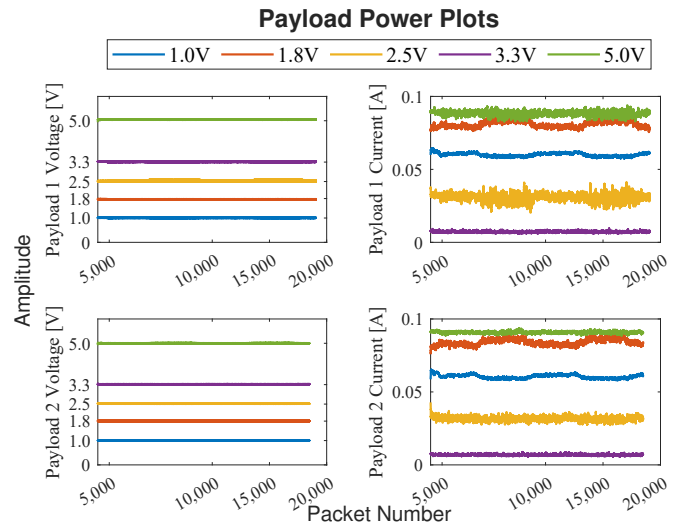 Payload Power Plots
1.0V 1.8V 2.5V 3.3V 5.0V
Amplitude
Payload 1 Voltage [V]
5.0
3.3
2.5
1.8
1.0
0
5,000 10,000 15,000 20,000
Payload 1 Current [A]
0.1
0.05
0
5,000 10,000 15,000 20,000
Payload 2 Voltage [V]
5.0
3.3
2.5
1.8
1.0
0
5,000 10,000 15,000 20,000
Payload 2 Current [A]
0.1
0.05
0
5,000 10,000 15,000 20,000
Packet Number